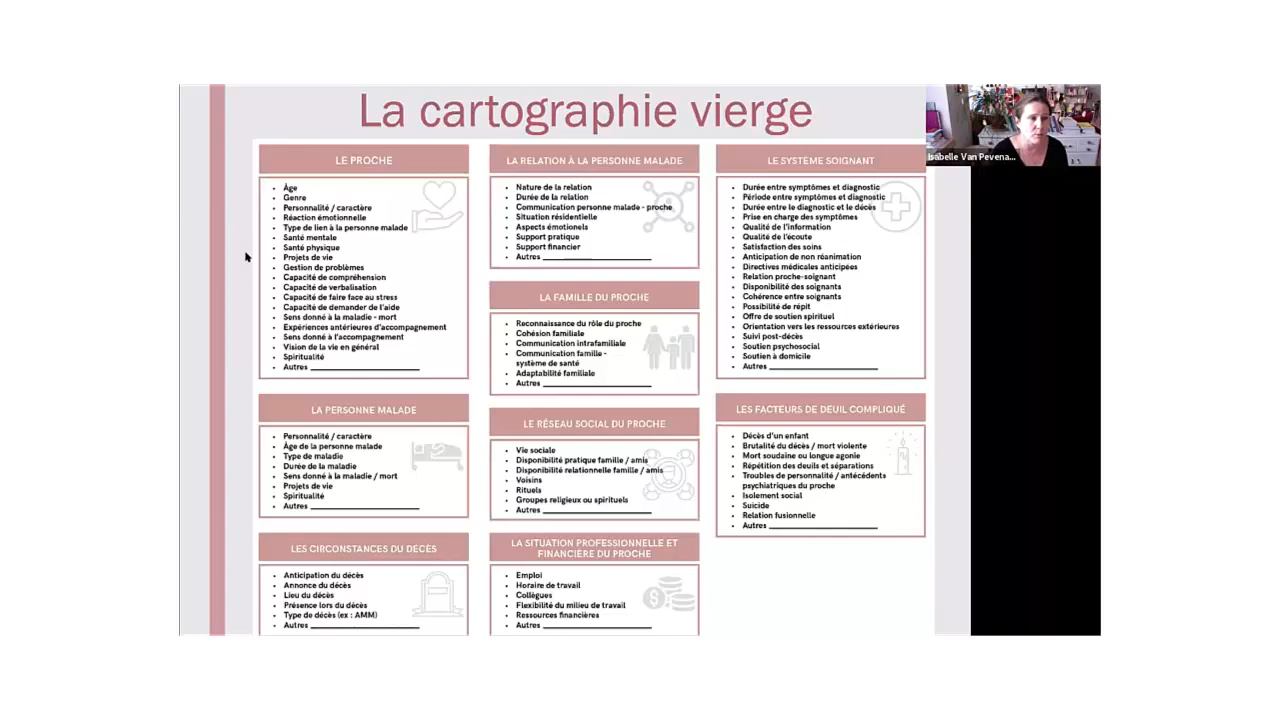 La cartographie vierge
LE PROCHE
Âge
Genre
Personnalité / caractère
Réaction émotionnelle
Type de lien à la personne malade
Santé mentale
Santé physique
Projets de vie
Gestion de problèmes
Capacité de compréhension
Capacité de verbalisation
Capacité de faire face au stress
Capacité de demander de l'aide
Sens donné à la maladie - mort
Expériences antérieures d'accompagnement
Sens donné à l'accompagnement
Vision de la vie en général
Spiritualité
Autres
LA PERSONNE MALADE
Personnalité / caractère
Âge de la personne malade
Type de maladie
Durée de la maladie
Sens donné à la maladie / mort
Projets de vie
Spiritualité
Autres
LES CIRCONSTANCES DU DÉCÈS
Anticipation du décès
Annonce du décès
Lieu du décès
Présence lors du décès
Type de décès (ex : AMM)
Autres
LA RELATION À LA PERSONNE MALADE
Nature de la relation
Durée de la relation
Communication personne malade - proche
Situation résidentielle
Aspects émotionels
Support pratique
Support financier
Autres
LA FAMILLE DU PROCHE
Reconnaissance du rôle du proche
Cohésion familiale
Communication intrafamiliale
Communication famille -
système de santé
Adaptabilité familiale
Autres
LE RÉSEAU SOCIAL DU PROCHE
Vie sociale
Disponibilité pratique famille / amis
Disponibilité relationnelle famille / amis
Voisins
Rituels
Groupes religieux ou spirituels
Autres
LA SITUATION PROFESSIONNELLE ET
FINANCIÈRE DU PROCHE
Emploi
Horaire de travail
Collègues
Flexibilité du milieu de travail
Ressources financières
Autres
LE SYSTÈME SOIGNANT
Durée entre symptômes et diagnostic
Période entre symptômes et diagnostic
Durée entre le diagnostic et le décès
Prise en charge des symptômes
Qualité de l'information
Qualité de l'écoute
Satisfaction des soins
Anticipation de non réanimation
Directives médicales anticipées
Relation proche-soignant
Disponibilité des soignants
Cohérence entre soignants
Possibilité de répit
Offre de soutien spirituel
Orientation vers les ressources extérieures
Suivi post-décès
Soutien psychosocial
Soutien à domicile
Autres
LES FACTEURS DE DEUIL COMPLIQUÉ
Décès d'un enfant
Brutalité du décès / mort violente
Mort soudaine ou longue agonie
Répétition des deuils et séparations
Troubles de personnalité / antécédents
psychiatriques du proche
Isolement social
Suicide
Relation fusionnelle
Autres
Isabelle Van Pevena...